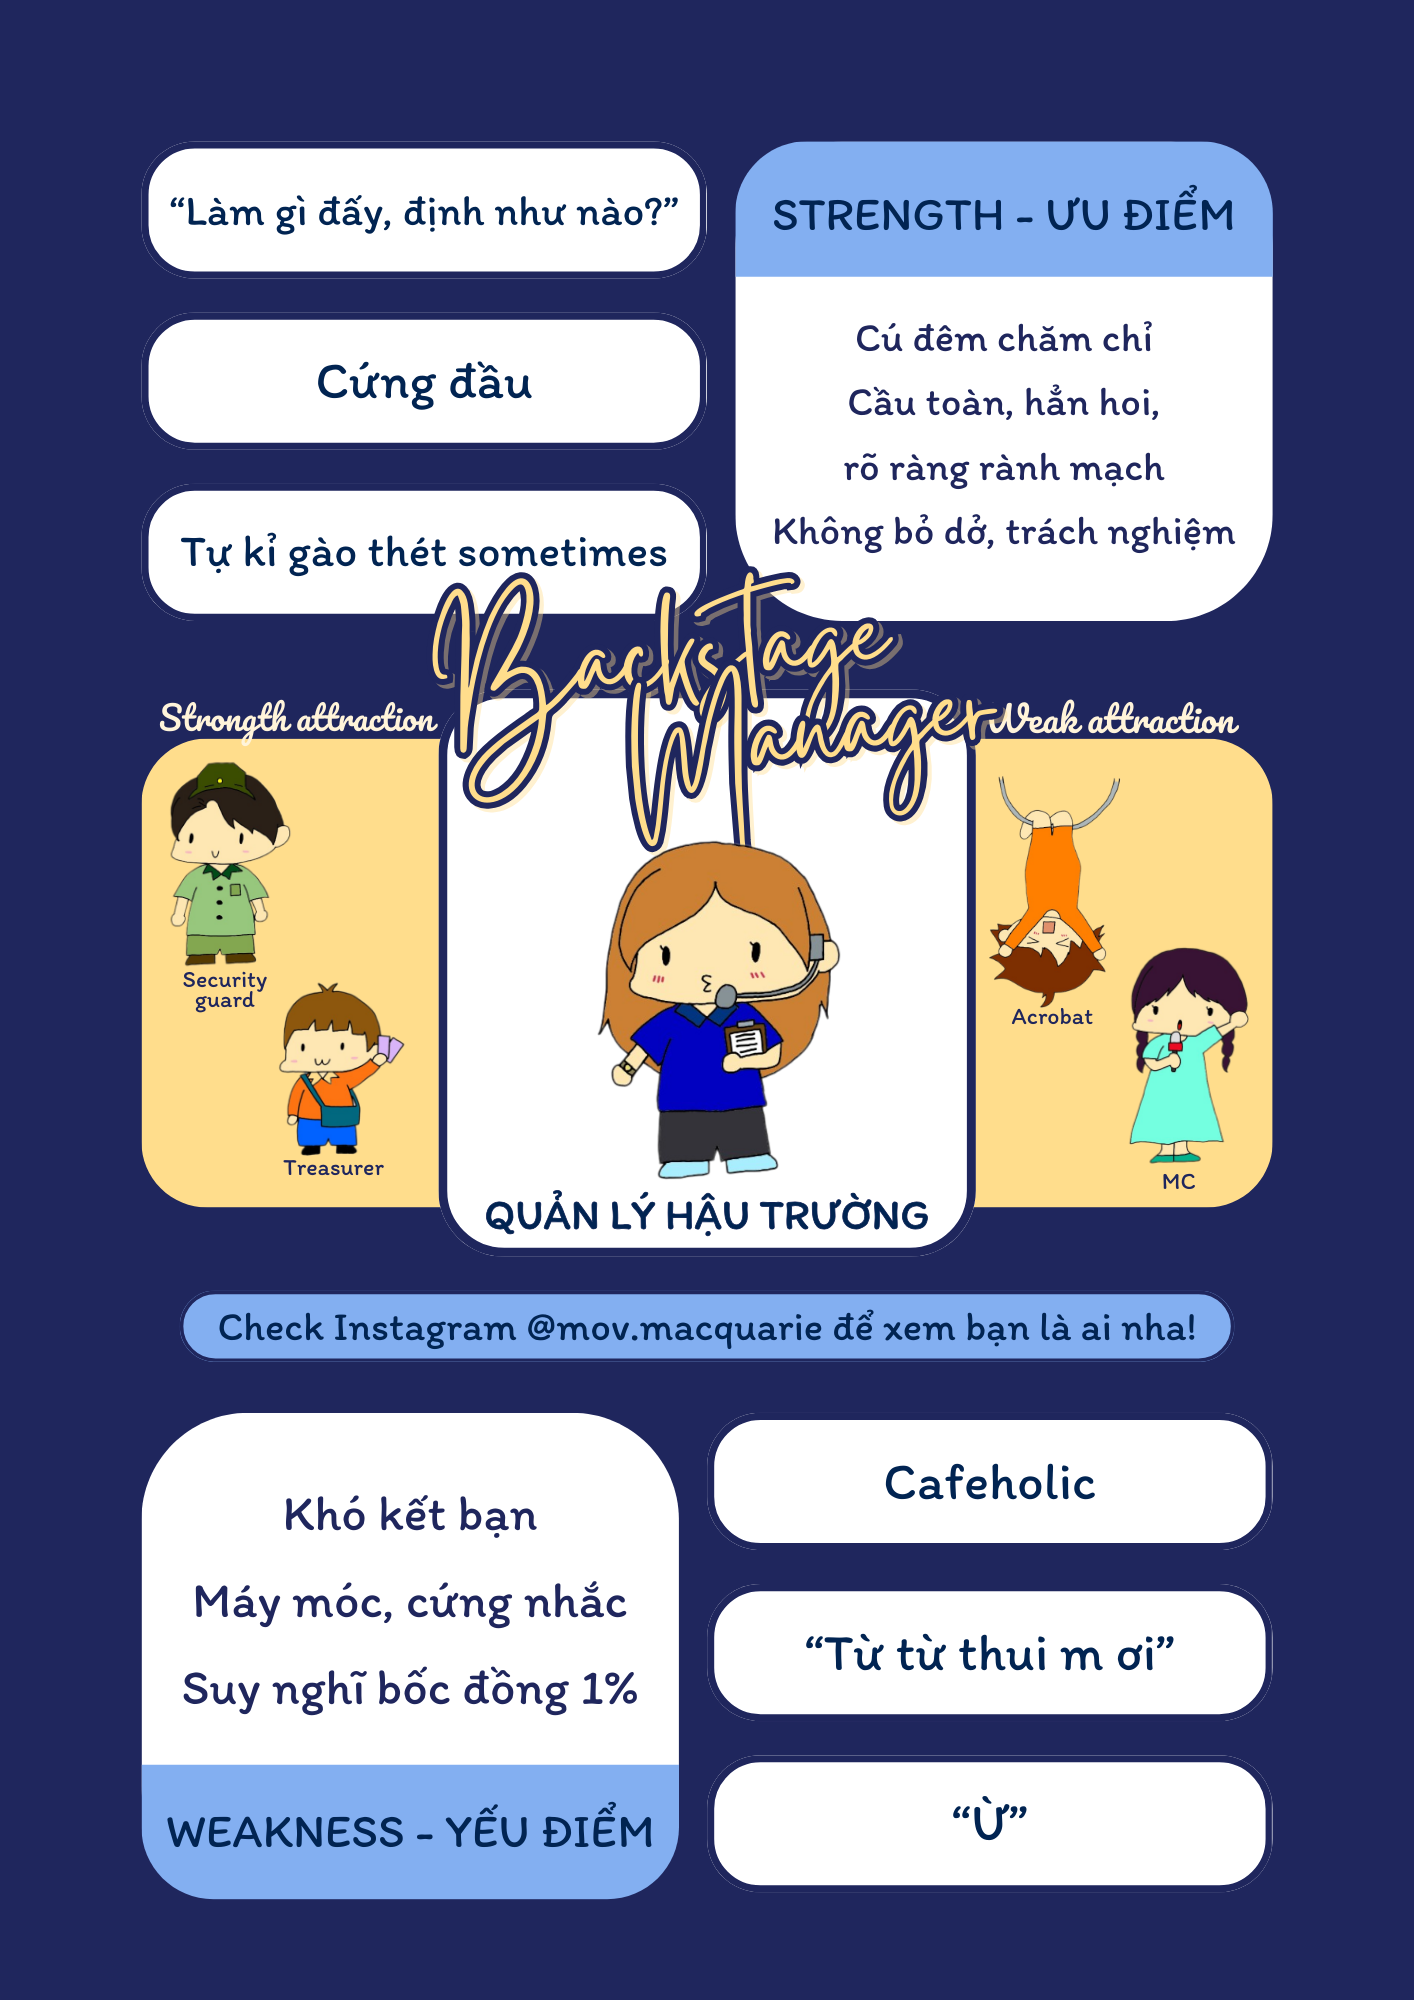 “Làm gì đấy, định như nào?”
Cứng đầu
Tự kỉ gào thét sometimes
STRENGTH - ƯU ĐIỂM
Cú đêm chăm chỉ
Cầu toàn, hẳn hoi,
rõ ràng rành mạch
Không bỏ dở, trách nghiệm
Backstage
Manager
Strongth attraction
Security
guard
Treasurer
QUẢN LÝ HẬU TRƯỜNG
Weak attraction
Acrobat
MC
Check Instagram @mov.macquarie để xem bạn là ai nha!
Khó kết bạn
Máy móc, cứng nhắc
Suy nghĩ bốc đồng 1%
WEAKNESS - YẾU ĐIỂM
Cafeholic
“Từ từ thui m ơi”
“Ừ”